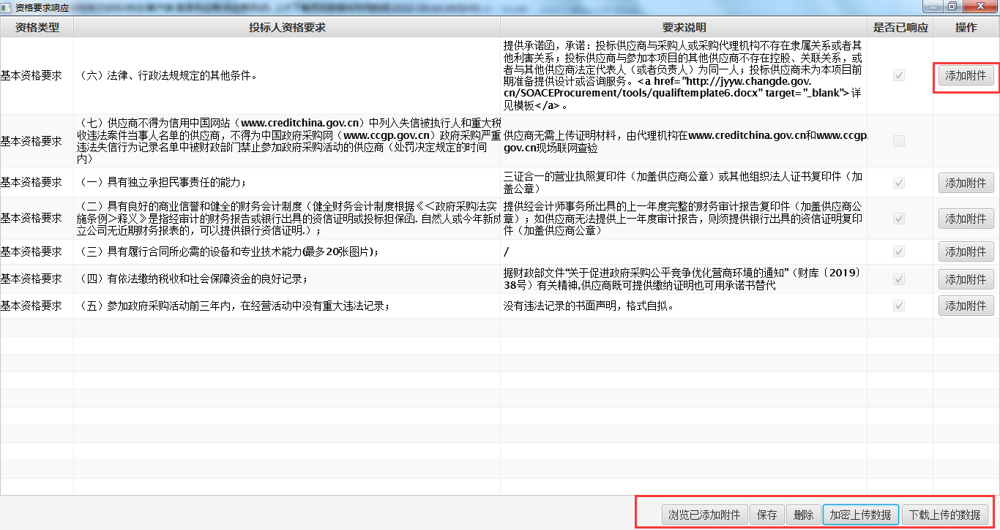 资格要求响应
资格类型 投标人资格要求 要求说明 是否已响应 操作
基本资格要求 （六）法律、行政法规规定的其他条件。
提供承诺函，承诺：投标供应商与采购人或采购代理机构不存在隶属关系或者其
他利害关系；投标供应商与参加本项目的其他供应商不存在控股、关联关系，或
者与其他供应商法定代表人（或者负责人）为同一人；投标供应商未为本项目前
期准备提供设计或咨询服务。<a href="http://jyyw.changde.gov.
cn/SOACEProcurement/tools/qualiftemplate6.docx" target="_blank">详
见模板</a>。
添加附件
基本资格要求
（七）供应商不得为信用中国网站（www.creditchina.gov.cn）中列入失信被执行人和重大税
收违法案件当事人名单的供应商，不得为中国政府采购网（www.ccgp.gov.cn）政府采购严重
违法失信行为记录名单中被财政部门禁止参加政府采购活动的供应商（处罚决定规定的时间
内）
供应商无需上传证明材料，由代理机构在www.creditchina.gov.cn和www.ccgp.
gov.cn现场联网查验
基本资格要求 （一）具有独立承担民事责任的能力；
三证合一的营业执照复印件（加盖供应商公章）或其他组织法人证书复印件（加
盖公章）
添加附件
基本资格要求
（二）具有良好的商业信誉和健全的财务会计制度（健全财务会计制度根据《＜政府采购法实
施条例＞释义》是指经审计的财务报告或银行出具的资信证明或投标担保函. 自然人或今年新成
立公司无近期财务报表的，可以提供银行资信证明.）；
提供经会计师事务所出具的上一年度完整的财务审计报告复印件（加盖供应商公
章）；如供应商无法提供上一年度审计报告，则须提供银行出具的资信证明复印
件（加盖供应商公章）
添加附件
基本资格要求 （三）具有履行合同所必需的设备和专业技术能力(最多20张图片)； / 添加附件
基本资格要求 （四）有依法缴纳税收和社会保障资金的良好记录；
据财政部文件“关于促进政府采购公平竞争优化营商环境的通知”（财库〔2019〕
38号）有关精神,供应商既可提供缴纳证明也可用承诺书替代
添加附件
基本资格要求 （五）参加政府采购活动前三年内，在经营活动中没有重大违法记录； 没有违法记录的书面声明，格式自拟。 添加附件
浏览已添加附件 保存 删除 加密上传数据 下载上传的数据